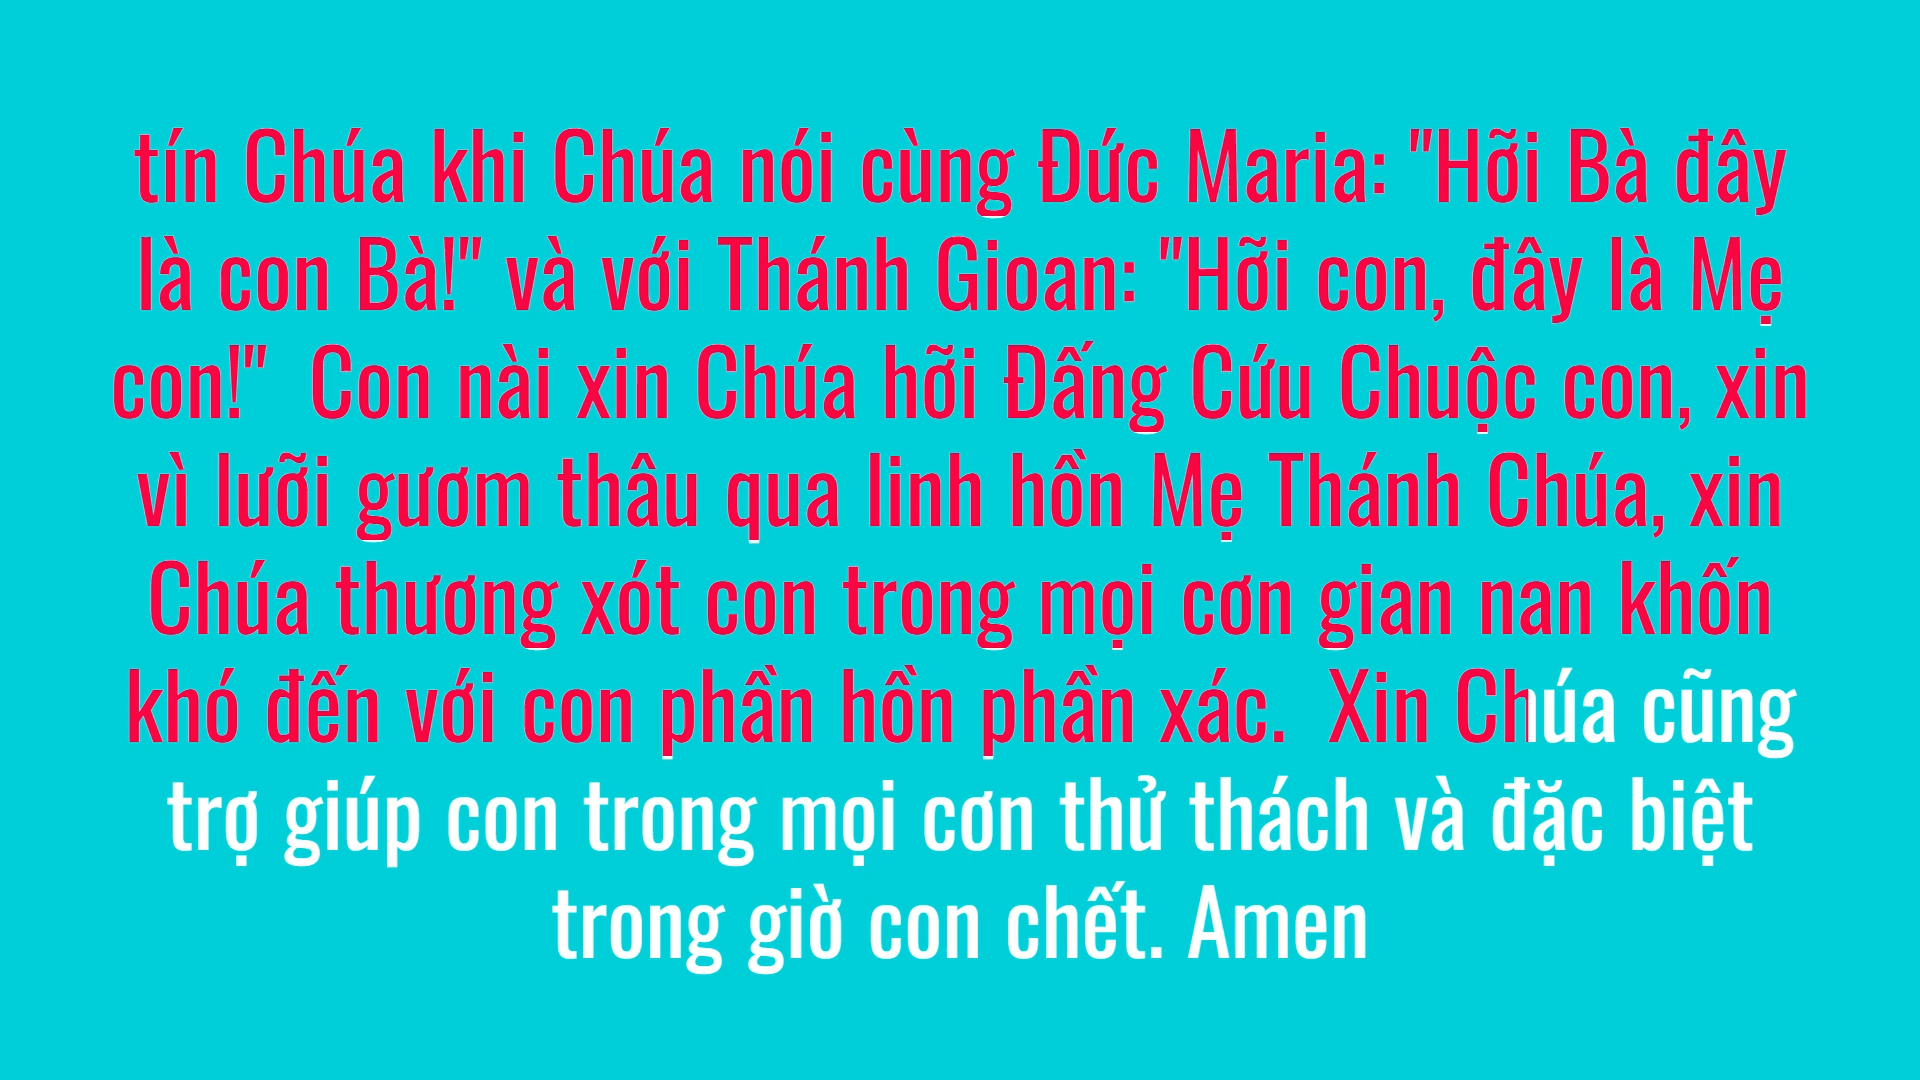 tín Chúa khi Chúa nói cùng Đức Maria: "Hỡi Bà đây
là con Bà!" và với Thánh Gioan: "Hỡi con, đây là Mẹ
con!"  Con nài xin Chúa hỡi Đấng Cứu Chuộc con, xin
vì lưỡi gươm thâu qua linh hồn Mẹ Thánh Chúa, xin
Chúa thương xót con trong mọi cơn gian nan khốn
khó đến với con phần hồn phần xác.  Xin Chúa cũng
trợ giúp con trong mọi cơn thử thách và đặc biệt
trong giờ con chết. Amen